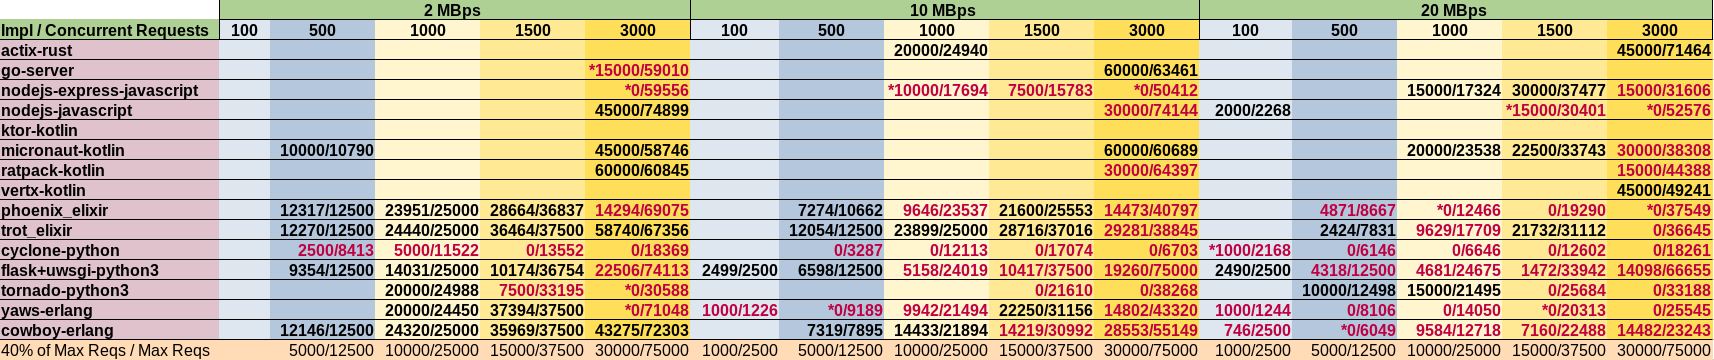 2 MBps 10 MBps 20 MBps
Impl / Concurrent Requests 100 500 1000 1500 3000 100 500 1000 1500 3000 100 500 1000 1500 3000
actix-rust 20000/24940 45000/71464
go-server *15000/59010 60000/63461
nodejs-express-javascript *0/59556 *10000/17694 7500/15783 *0/50412 15000/17324 30000/37477 15000/31606
nodejs-javascript 45000/74899 30000/74144 2000/2268 *15000/30401 *0/52576
ktor-kotlin
micronaut-kotlin 10000/10790 45000/58746 60000/60689 20000/23538 22500/33743 30000/38308
ratpack-kotlin 60000/60845 30000/64397 15000/44388
vertx-kotlin 45000/49241
phoenix_elixir 12317/12500 23951/25000 28664/36837 14294/69075 7274/10662 9646/23537 21600/25553 14473/40797 4871/8667 *0/12466 0/19290 *0/37549
trot_elixir 12270/12500 24440/25000 36464/37500 58740/67356 12054/12500 23899/25000 28716/37016 29281/38845 2424/7831 9629/17709 21732/31112 0/36645
cyclone-python 2500/8413 5000/11522 0/13552 0/18369 0/3287 0/12113 0/17074 0/6703 *1000/2168 0/6146 0/6646 0/12602 0/18261
flask+uwsgi-python3 9354/12500 14031/25000 10174/36754 22506/74113 2499/2500 6598/12500 5158/24019 10417/37500 19260/75000 2490/2500 4318/12500 4681/24675 1472/33942 14098/66655
tornado-python3 20000/24988 7500/33195 *0/30588 0/21610 0/38268 10000/12498 15000/21495 0/25684 0/33188
yaws-erlang 20000/24450 37394/37500 *0/71048 1000/1226 *0/9189 9942/21494 22250/31156 14802/43320 1000/1244 0/8106 0/14050 *0/20313 0/25545
cowboy-erlang 12146/12500 24320/25000 35969/37500 43275/72303 7319/7895 14433/21894 14219/30992 28553/55149 746/2500 *0/6049 9584/12718 7160/22488 14482/23243
40% of Max Reqs / Max Reqs 5000/12500 10000/25000 15000/37500 30000/75000 1000/2500 5000/12500 10000/25000 15000/37500 30000/75000 1000/2500 5000/12500 10000/25000 15000/37500 30000/75000